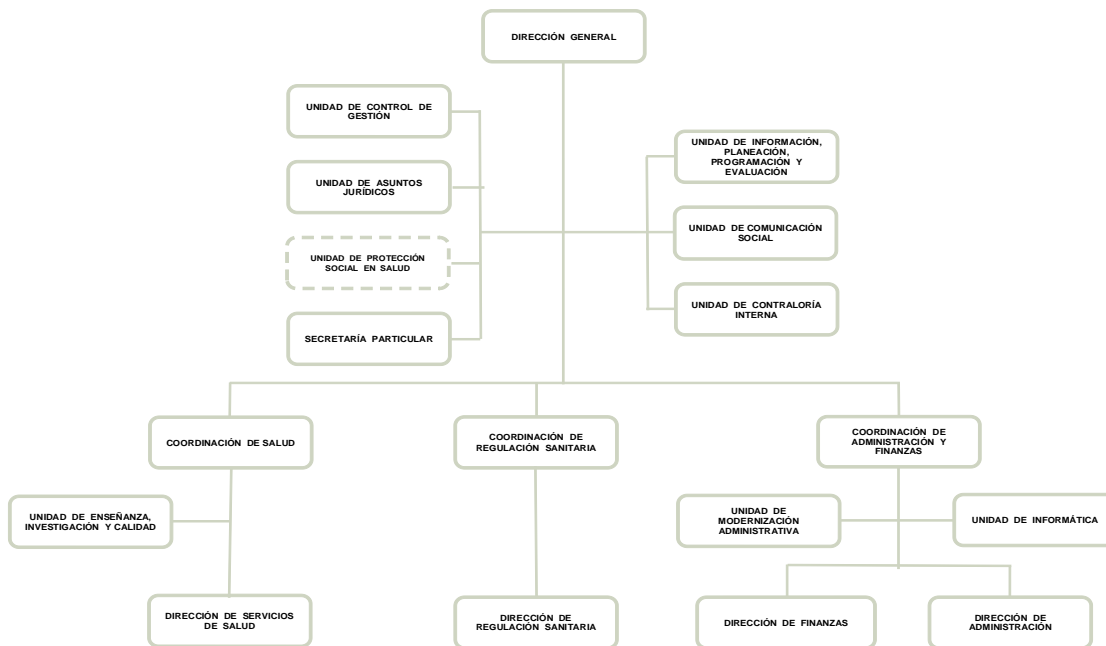 DIRECCIÓN GENERAL
UNIDAD DE CONTROL DE
GESTIÓN
UNIDAD DE ASUNTOS
JURÍDICOS
UNIDAD DE PROTECCIÓN
SOCIAL EN SALUD
SECRETARÍA PARTICULAR
UNIDAD DE INFORMACIÓN,
PLANEACIÓN,
PROGRAMACIÓN Y
EVALUACIÓN
UNIDAD DE COMUNICACIÓN
SOCIAL
UNIDAD DE CONTRALORÍA
INTERNA
COORDINACIÓN DE SALUD
COORDINACIÓN DE
REGULACIÓN SANITARIA
COORDINACIÓN DE
ADMINISTRACIÓN Y
FINANZAS
UNIDAD DE ENSEÑANZA,
INVESTIGACIÓN Y CALIDAD
UNIDAD DE
MODERNIZACIÓN
ADMINISTRATIVA
UNIDAD DE INFORMÁTICA
DIRECCIÓN DE SERVICIOS
DE SALUD
DIRECCIÓN DE
REGULACIÓN SANITARIA
DIRECCIÓN DE FINANZAS
DIRECCIÓN DE
ADMINISTRACIÓN